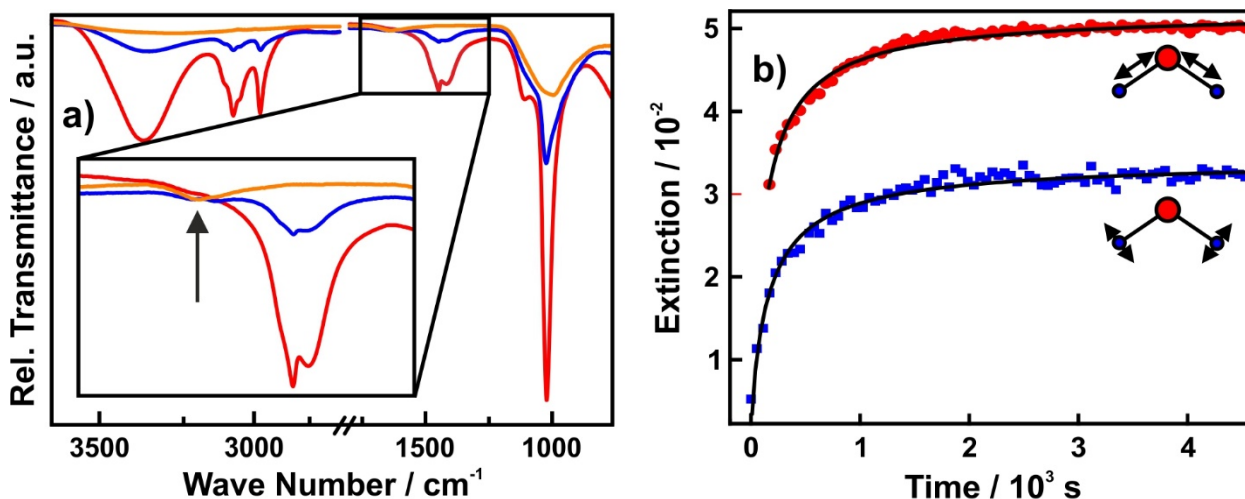 a)
Rel. Transmittance / a.u.
3500
3000
1500
1000
Wave Number / cm⁻¹
b)
Extinction / 10⁻²
5
4
3
2
1
0
1
2
3
4
Time / 10³ s